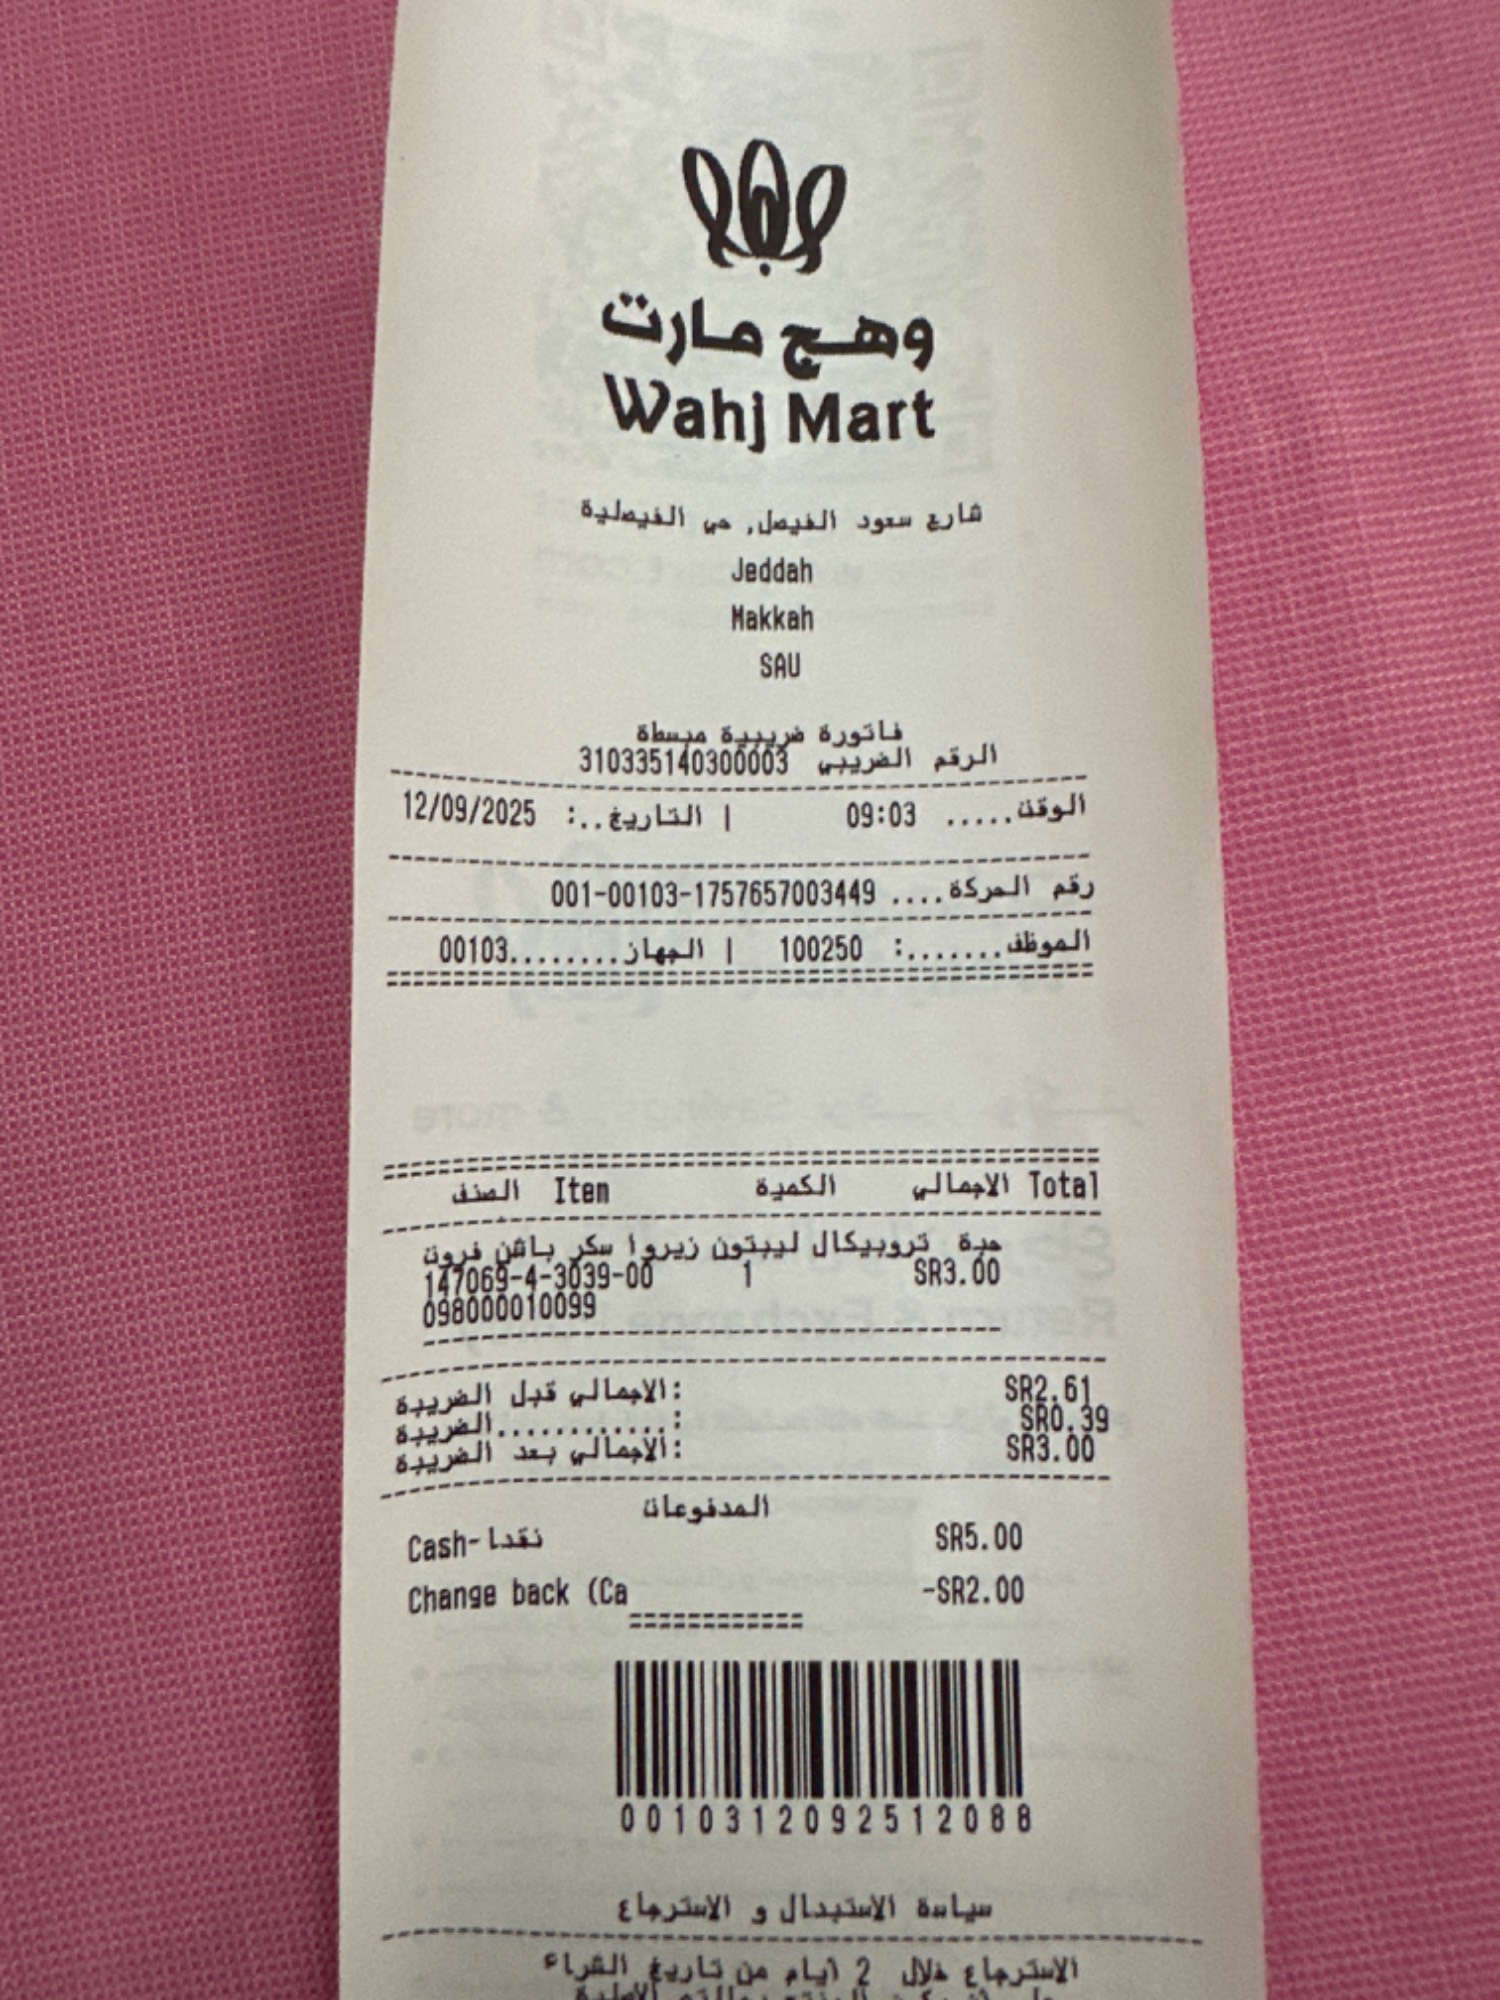 وهج مارت
Wahj Mart
شارع سعود الفيصل, حي الفيصلية
Jeddah
Makkah
SAU
فاتورة ضريبية مبسطة
الرقم الضريبي 310335140300003
الوقت..... 09:03 | التاريخ..: 12/09/2025
رقم الحركة.... 001-00103-1757657003449
الموظف.......: 100250 | الجهاز........00103
الصنف Item الكمية الاجمالي Total
حبة تروبيكال ليبتون زيروا سكر باشن فروت
147069-4-3039-00 1 SR3.00
098000010099
الاجمالي قبل الضريبة: SR2.61
الضريبة............: SR0.39
الاجمالي بعد الضريبة: SR3.00
المدفوعات
Cash-نقدا SR5.00
Change back (Ca -SR2.00
============
0010312092512088
سياسة الاستبدال و الاسترجاع
الاسترجاع خلال 2 أيام من تاريخ الشراء